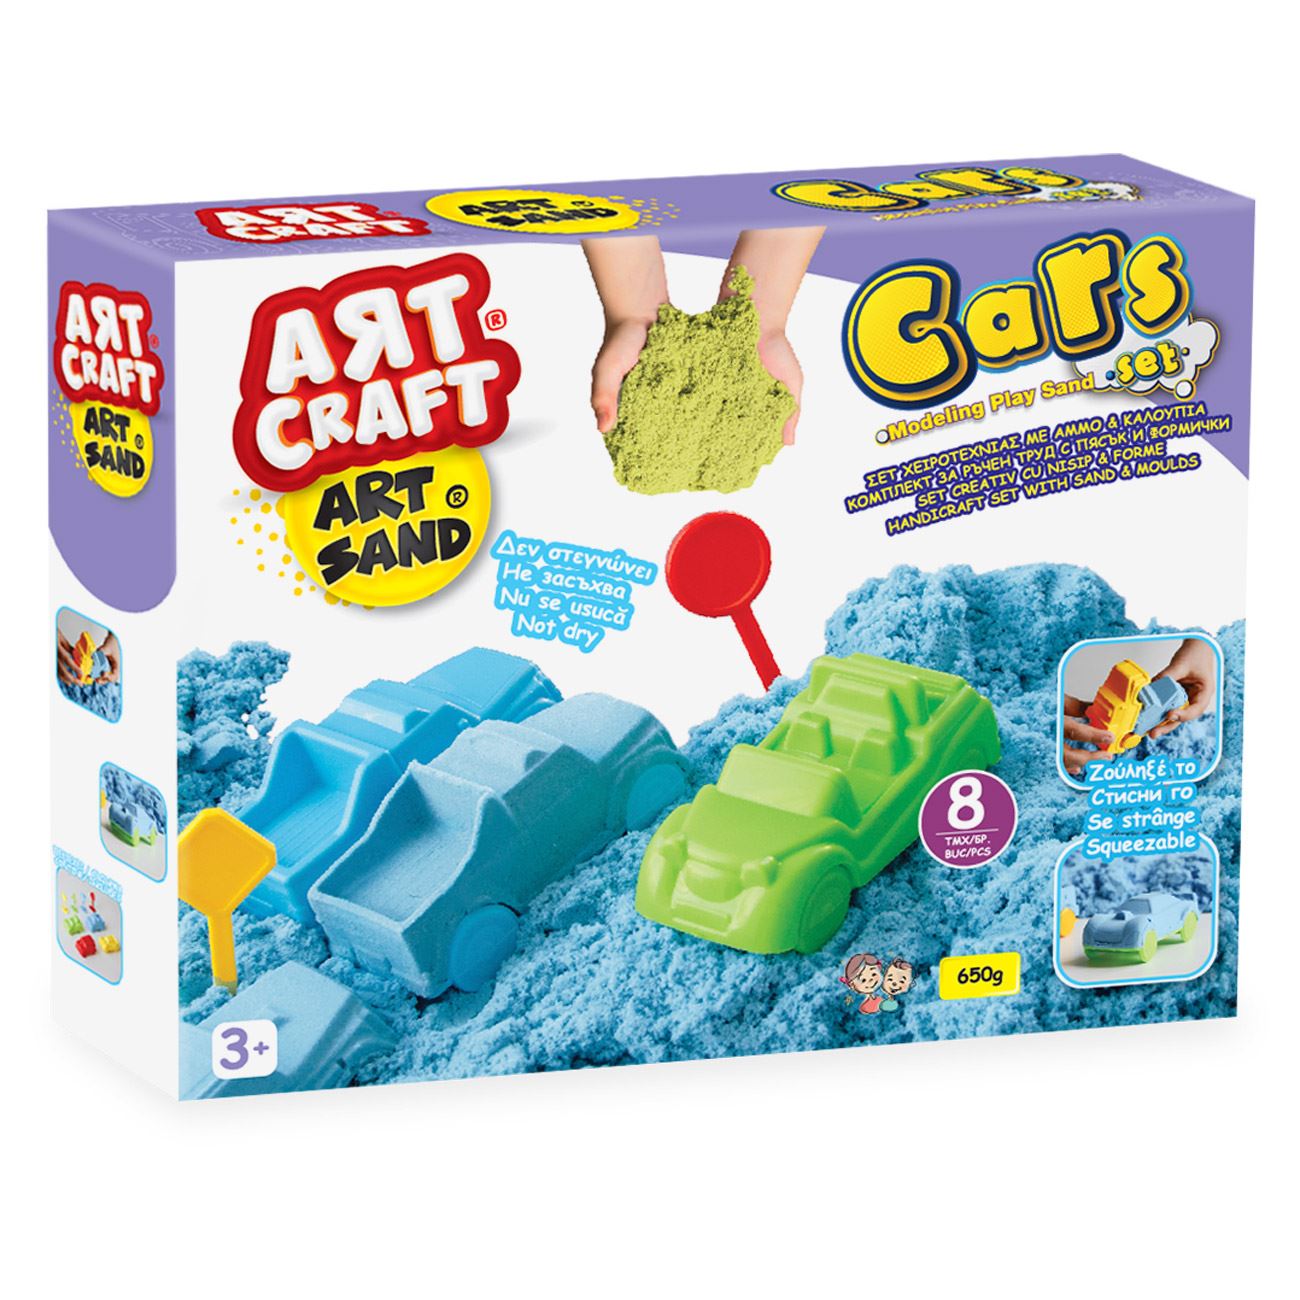 ART
CRAFT
ART SAND
Cars
set
ART
CRAFT
ART
SAND
ART
CRAFT®
ART
SAND®
Cars
Modeling Play Sand set
ΣΕΤ ΧΕΙΡΟΤΕΧΝΙΑΣ ΜΕ ΑΜΜΟ & ΚΑΛΟΥΠΙΑ
КОМПЛЕКТ ЗА РЪЧЕН ТРУД С ПЯСЪК И ФОРМИЧКИ
SET CREATIV CU NISIP & FORME
HANDICRAFT SET WITH SAND & MOULDS
Δεν στεγνώνει
Не засъхва
Nu se usucă
Not dry
8
ΤΜΧ/БР.
BUC/PCS
Ζούληξέ το
Стисни го
Se strânge
Squeezable
650g
3+